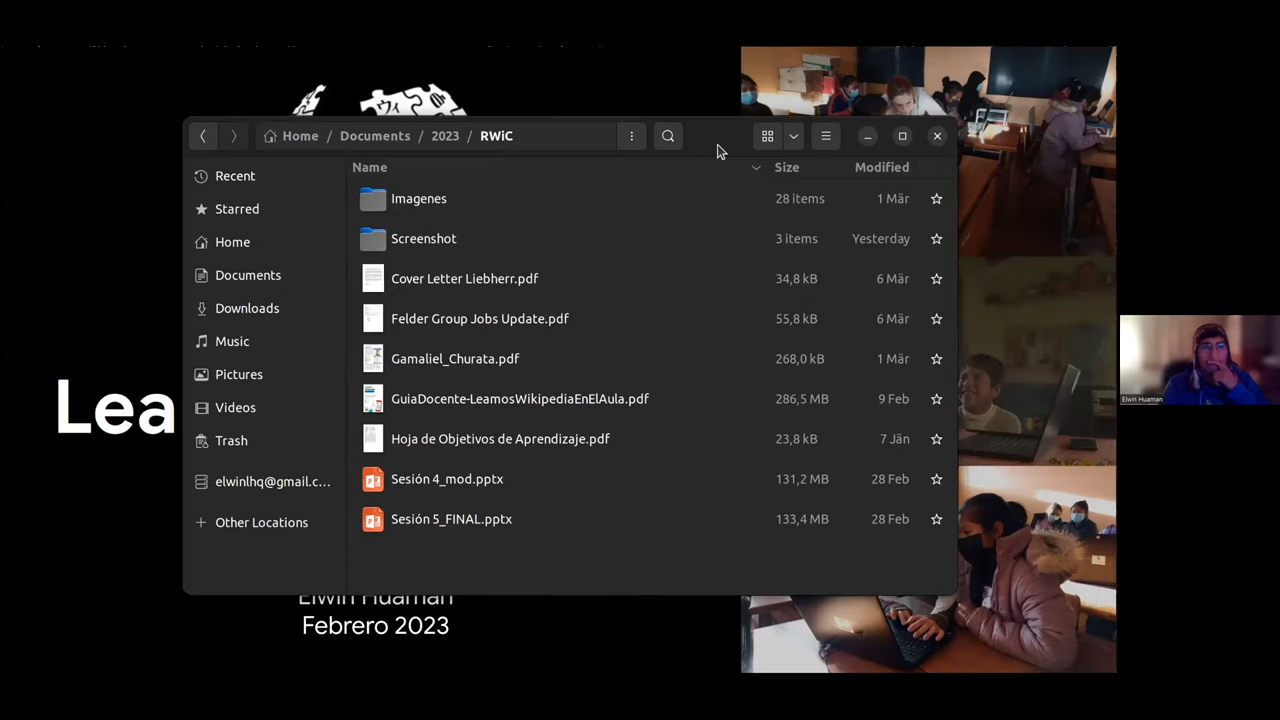 Home / Documents / 2023 / RWiC
Name Size Modified
Recent
Starred
Home
Documents
Downloads
Music
Pictures
Videos
Trash
elwinlhq@gmail.c...
Other Locations
Imagenes 28 items 1 Mär
Screenshot 3 items Yesterday
Cover Letter Liebherr.pdf 34,8 kB 6 Mär
Felder Group Jobs Update.pdf 55,8 kB 6 Mär
Gamaliel_Churata.pdf 268,0 kB 1 Mär
GuiaDocente-LeamosWikipediaEnElAula.pdf 286,5 MB 9 Feb
Hoja de Objetivos de Aprendizaje.pdf 23,8 kB 7 Jän
Sesión 4_mod.pptx 131,2 MB 28 Feb
Sesión 5_FINAL.pptx 133,4 MB 28 Feb
Lea
Elwin Huaman
Febrero 2023
Elwin Huaman